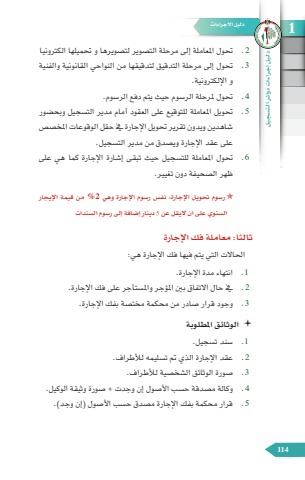 دليل الاجراءات
1
دليل اجراءات دوائر التسجيل
2. تحول المعاملة إلى مرحلة التصوير لتصويرها و تحميلها الكترونيا
3. تحول إلى مرحلة التدقيق لتدقيقها من النواحي القانونية والفنية
و الإلكترونية.
4. تحول لمرحلة الرسوم حيث يتم دفع الرسوم.
5. تحويل المعاملة للتوقيع على العقود أمام مدير التسجيل وبحضور
شاهدين ويدون تقرير تحويل الإجارة في حقل الوقوعات المخصص
على عقد الإجارة ويصدق من مدير التسجيل.
6. تحول المعاملة للتسجيل حيث تبقى إشارة الإجارة كما هي على
ظهر الصحيفة دون تغيير.
* رسوم تحويل الإجارة: نفس رسوم الإجارة وهي 2% من قيمة الإيجار
السنوي على ان لايقل عن 5 دينار إضافة إلى رسوم السندات
ثالثا: معاملة فك الإجارة
الحالات التي يتم فيها فك الإجارة هي:
1. انتهاء مدة الإجارة.
2. في حال الاتفاق بين المؤجر والمستأجر على فك الإجارة.
3. وجود قرار صادر من محكمة مختصة بفك الإجارة.
+ الوثائق المطلوبة
1. سند تسجيل.
2. عقد الإجارة الذي تم تسليمه للأطراف.
3. صورة الوثائق الشخصية للأطراف.
4. وكالة مصدقة حسب الأصول إن وجدت + صورة وثيقة الوكيل.
5. قرار محكمة بفك الإجارة مصدق حسب الأصول (إن وجد).
114